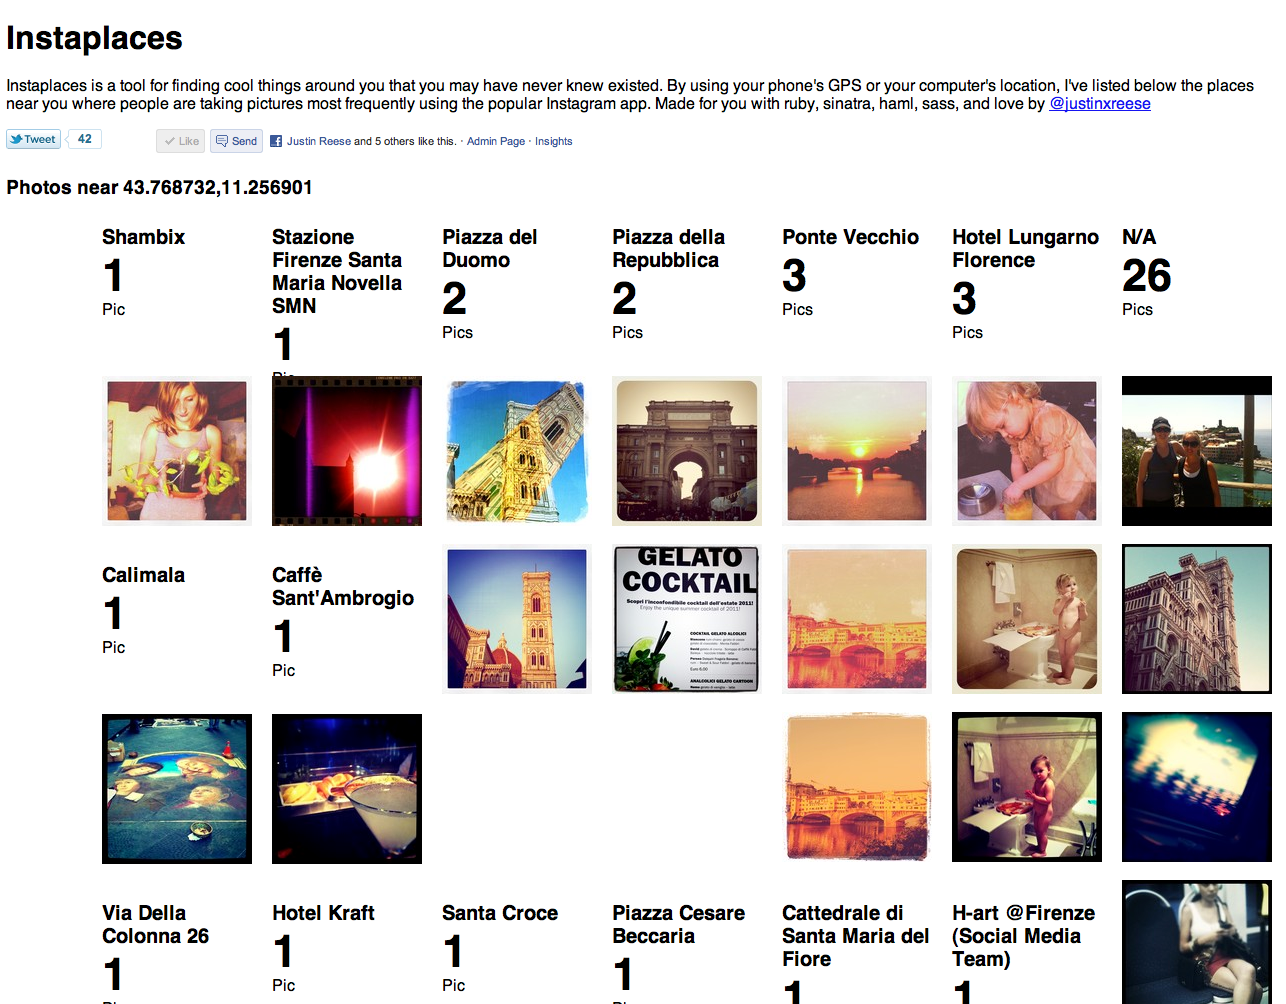 Instaplaces
Instaplaces is a tool for finding cool things around you that you may have never knew existed. By using your phone's GPS or your computer's location, I've listed below the places
near you where people are taking pictures most frequently using the popular Instagram app. Made for you with ruby, sinatra, haml, sass, and love by @justinxreese
Tweet 42 Like Send Justin Reese and 5 others like this. · Admin Page · Insights
Photos near 43.768732,11.256901
Shambix
1
Pic
Stazione
Firenze Santa
Maria Novella
SMN
1
Piazza del
Duomo
2
Pics
Piazza della
Repubblica
2
Pics
Ponte Vecchio
3
Pics
Hotel Lungarno
Florence
3
Pics
N/A
26
Pics
Calimala
1
Pic
Caffè
Sant'Ambrogio
1
Pic
GELATO
COCKTAIL
Scopri l'inconfondibile cocktail dell'estate 2011!
Enjoy the unique summer cocktail of 2011!
COCKTAIL GELATO ALCOLICI
Euro 6,00
ANALCOLICI GELATO CARTOON
Via Della
Colonna 26
1
Hotel Kraft
1
Pic
Santa Croce
1
Pic
Piazza Cesare
Beccaria
1
Cattedrale di
Santa Maria del
Fiore
1
H-art @Firenze
(Social Media
Team)
1